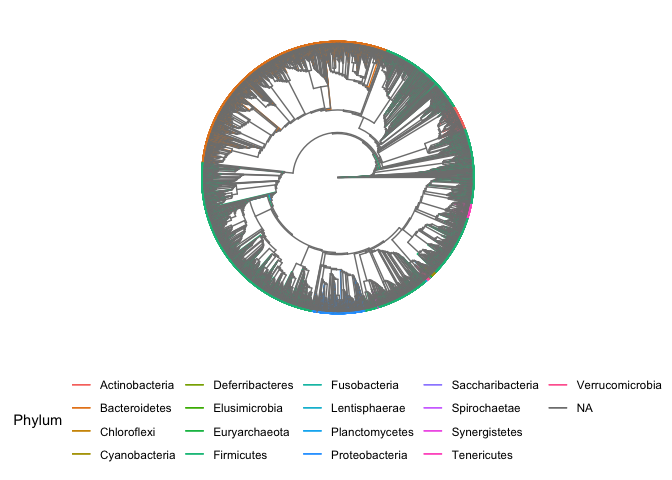 Actinobacteria Deferribacteres Fusobacteria Saccharibacteria Verrucomicrobia
Bacteroidetes Elusimicrobia Lentisphaerae Spirochaetae NA
Phylum
Chloroflexi Euryarchaeota Planctomycetes Synergistetes
Cyanobacteria Firmicutes Proteobacteria Tenericutes